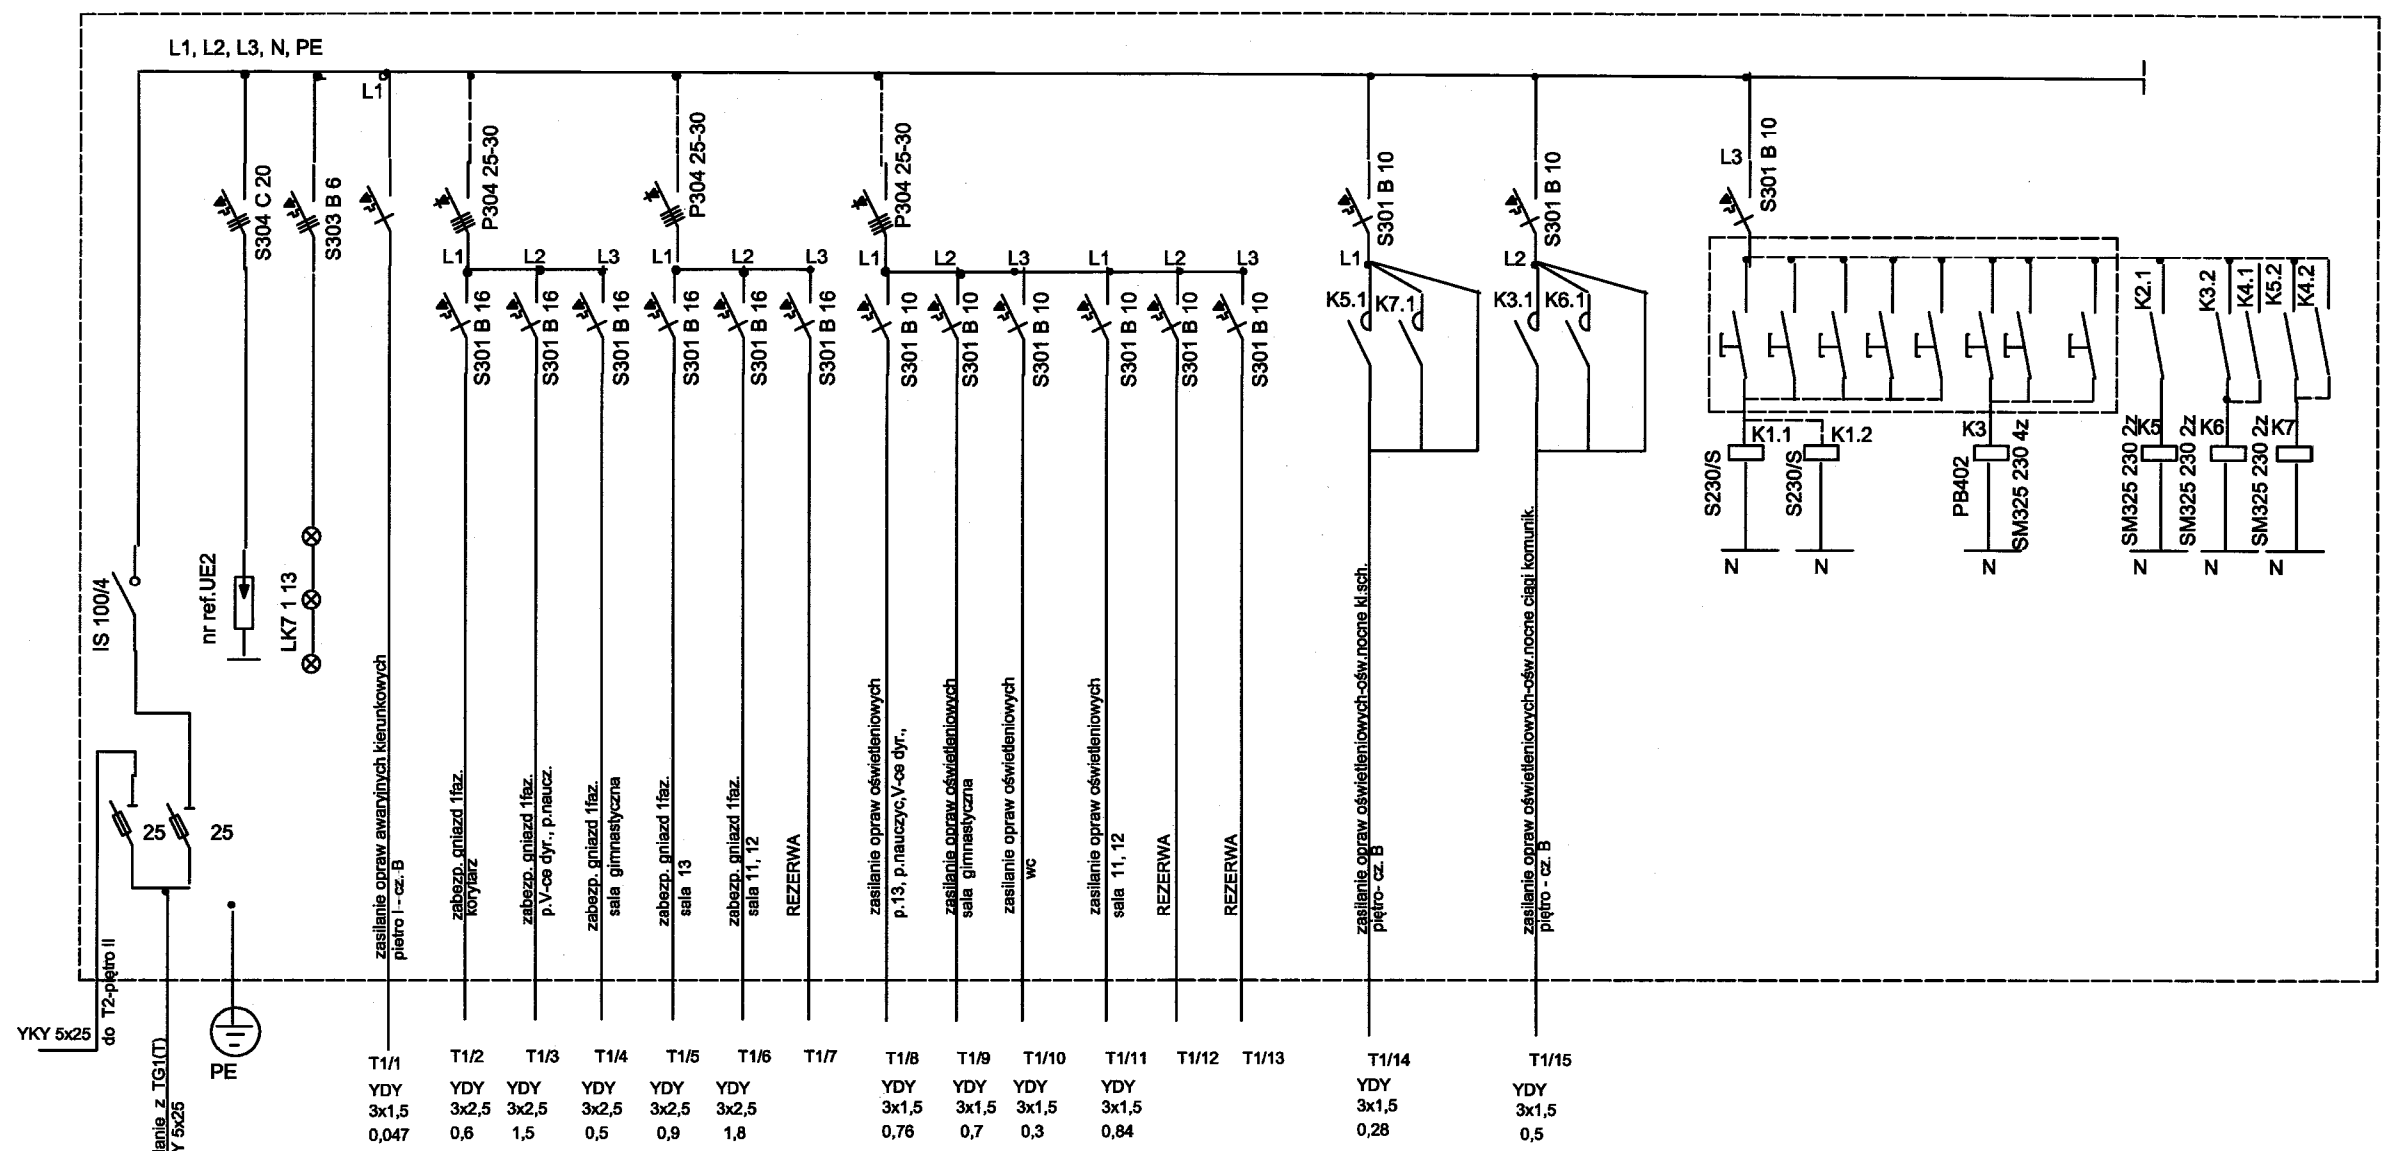 L1, L2, L3, N, PE
L1
S304 C 20
S303 B 6
P304 25-30
P304 25-30
P304 25-30
S301 B 10
S301 B 10
L3
S301 B 10
L1
L2
L3
L1
L2
L3
L1
L2
L3
L1
L2
L3
L1
L2
S301 B 16
S301 B 16
S301 B 16
S301 B 16
S301 B 16
S301 B 16
S301 B 10
S301 B 10
S301 B 10
S301 B 10
S301 B 10
S301 B 10
K5.1
K7.1
K3.1
K6.1
K2.1
K3.2
K4.1
K5.2
K4.2
K1.1
K1.2
K3
K5
K6
K7
S230/S
S230/S
PB402
SM325 230 4z
SM325 230 2z
SM325 230 2z
SM325 230 2z
N
N
N
N
N
N
IS 100/4
nr ref.UE2
LK7 1 13
25
25
zasilanie opraw awaryjnych kierunkowych
pietro I - cz. B
zabezp. gniazd 1faz.
korytarz
zabezp. gniazd 1faz.
p.V-ce dyr., p.naucz.
zabezp. gniazd 1faz.
sala gimnastyczna
zabezp. gniazd 1faz.
sala 13
zabezp. gniazd 1faz.
sala 11, 12
REZERWA
zasilanie opraw oświetleniowych
p.13, p.nauczyc,V-ce dyr.,
zasilanie opraw oświetleniowych
sala gimnastyczna
zasilanie opraw oświetleniowych
wc
zasilanie opraw oświetleniowych
sala 11, 12
REZERWA
REZERWA
zasilanie opraw oświetleniowych-ośw.nocne kl.sch.
piętro- cz. B
zasilanie opraw oświetleniowych-ośw.nocne ciągi komunik.
piętro - cz. B
YKY 5x25
do T2-piętro II
lanie z TG1(T)
Y 5x25
PE
T1/1
YDY
3x1,5
0,047
T1/2
YDY
3x2,5
0,6
T1/3
YDY
3x2,5
1,5
T1/4
YDY
3x2,5
0,5
T1/5
YDY
3x2,5
0,9
T1/6
YDY
3x2,5
1,8
T1/7
T1/8
YDY
3x1,5
0,76
T1/9
YDY
3x1,5
0,7
T1/10
YDY
3x1,5
0,3
T1/11
YDY
3x1,5
0,84
T1/12
T1/13
T1/14
YDY
3x1,5
0,28
T1/15
YDY
3x1,5
0,5